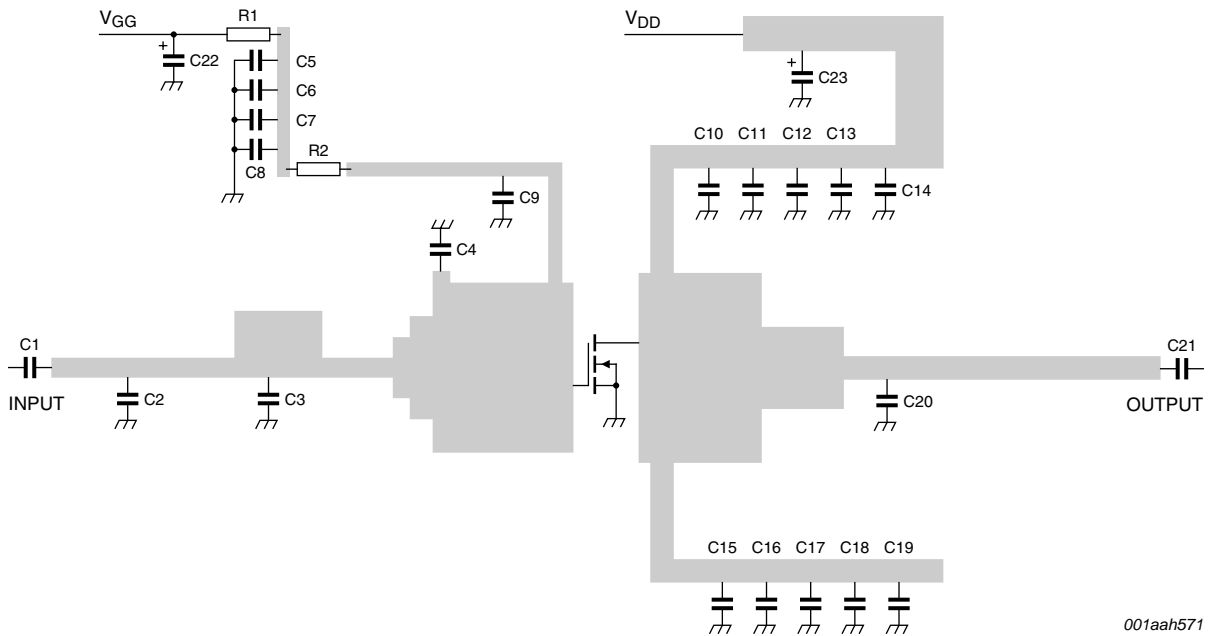 VGG
R1
VDD
+
C22
C5
C6
C7
C8
R2
+
C23
C10 C11 C12 C13
C14
C9
C4
C1
INPUT
C2
C3
C20
C21
OUTPUT
C15 C16 C17 C18 C19
001aah571